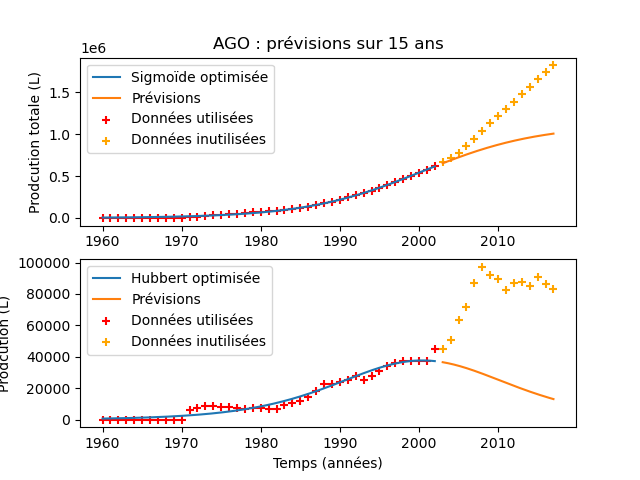 AGO : prévisions sur 15 ans
1e6
Prodcution totale (L)
1.5
1.0
0.5
0.0
Sigmoïde optimisée
Prévisions
Données utilisées
Données inutilisées
1960 1970 1980 1990 2000 2010
Prodcution (L)
100000
80000
60000
40000
20000
0
Hubbert optimisée
Prévisions
Données utilisées
Données inutilisées
1960 1970 1980 1990 2000 2010
Temps (années)